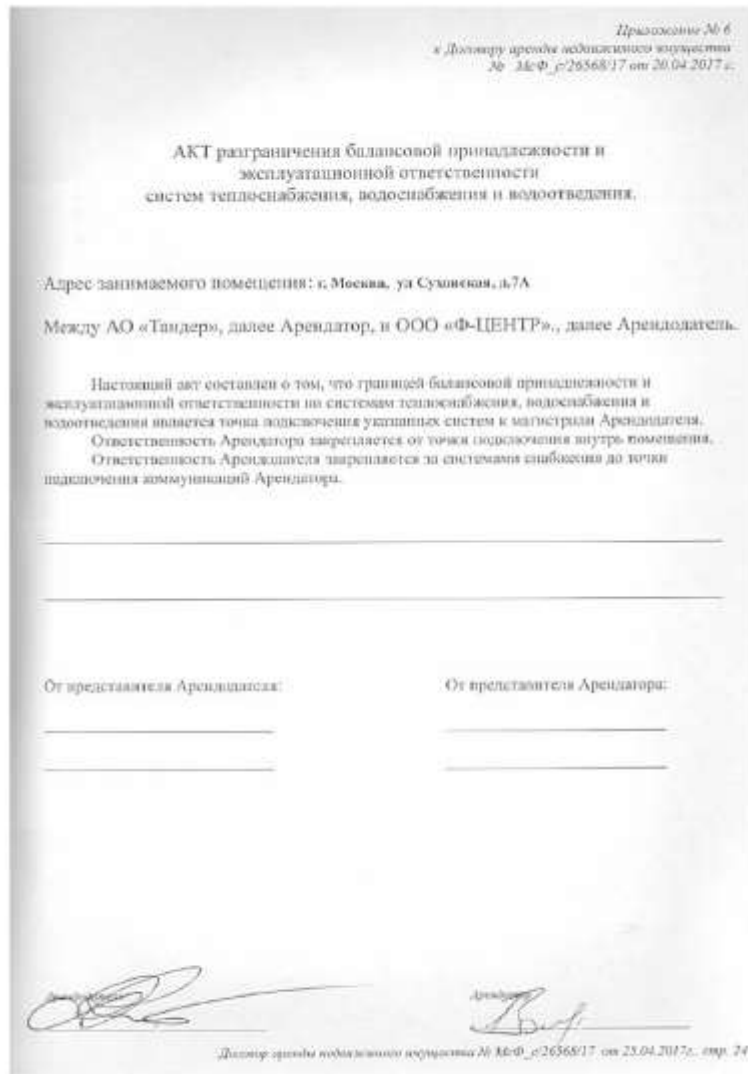 Приложение № 6
к Договору аренды недвижимого имущества
№ МсФ_с/26568/17 от 20.04.2017 г.
АКТ разграничения балансовой принадлежности и
эксплуатационной ответственности
систем теплоснабжения, водоснабжения и водоотведения.
Адрес занимаемого помещения: г. Москва, ул Сухонская, д.7А
Между АО «Тандер», далее Арендатор, и ООО «Ф-ЦЕНТР»., далее Арендодатель.
Настоящий акт составлен о том, что границей балансовой принадлежности и
эксплуатационной ответственности по системам теплоснабжения, водоснабжения и
водоотведения является точка подключения указанных систем к магистрали Арендодателя.
Ответственность Арендатора закрепляется от точки подключения внутрь помещения.
Ответственность Арендодателя закрепляется за системами снабжения до точки
подключения коммуникаций Арендатора.
От представителя Арендодателя:
От представителя Арендатора:
Договор аренды недвижимого имущества № МсФ_с/26568/17 от 25.04.2017г., стр. 24